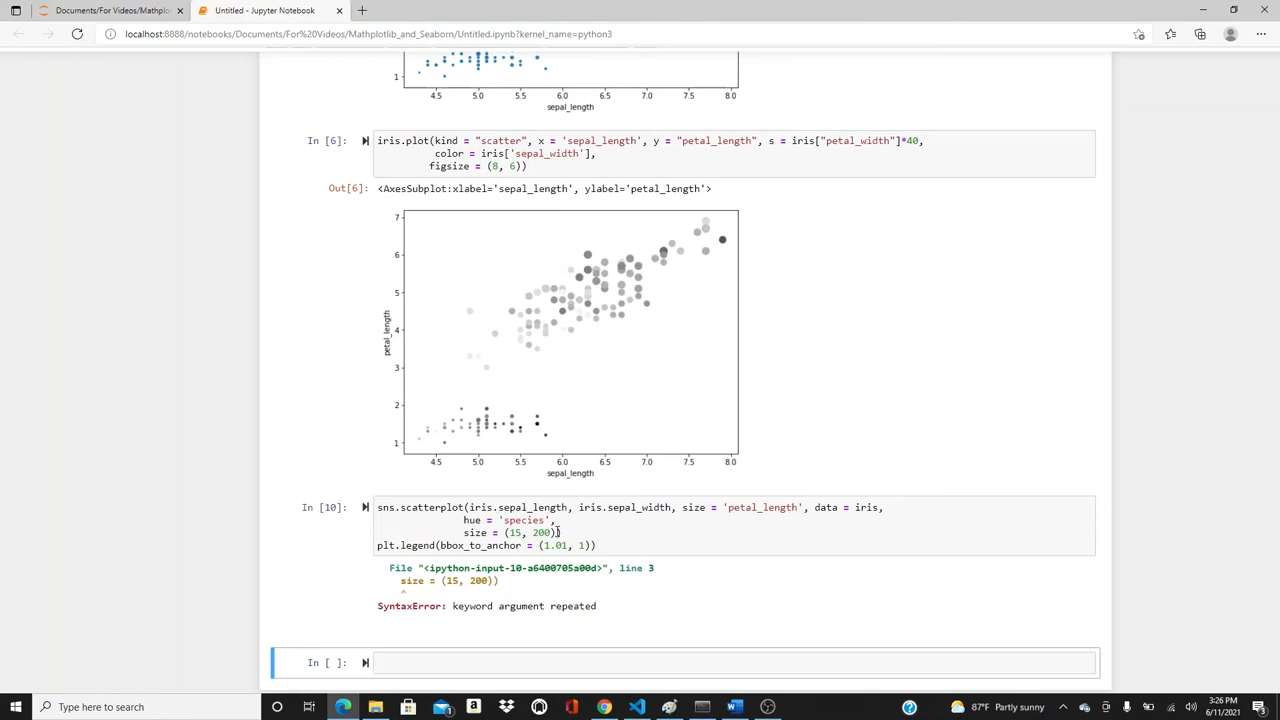 Documents/For Videos/Mathplotl
Untitled - Jupyter Notebook
localhost:8888/notebooks/Documents/For%20Videos/Mathplotlib_and_Seaborn/Untitled.ipynb?kernel_name=python3
1
4.5 5.0 5.5 6.0 6.5 7.0 7.5 8.0
sepal_length
In [6]:
iris.plot(kind = "scatter", x = 'sepal_length', y = "petal_length", s = iris["petal_width"]*40,
color = iris['sepal_width'],
figsize = (8, 6))
Out[6]: <AxesSubplot:xlabel='sepal_length', ylabel='petal_length'>
7
6
5
4
3
2
1
petal_length
4.5 5.0 5.5 6.0 6.5 7.0 7.5 8.0
sepal_length
In [10]:
sns.scatterplot(iris.sepal_length, iris.sepal_width, size = 'petal_length', data = iris,
hue = 'species',
size = (15, 200))
plt.legend(bbox_to_anchor = (1.01, 1))
File "<ipython-input-10-a6400705a00d>", line 3
size = (15, 200))
^
SyntaxError: keyword argument repeated
In [ ]:
Type here to search
87°F Partly sunny
3:26 PM
6/11/2021